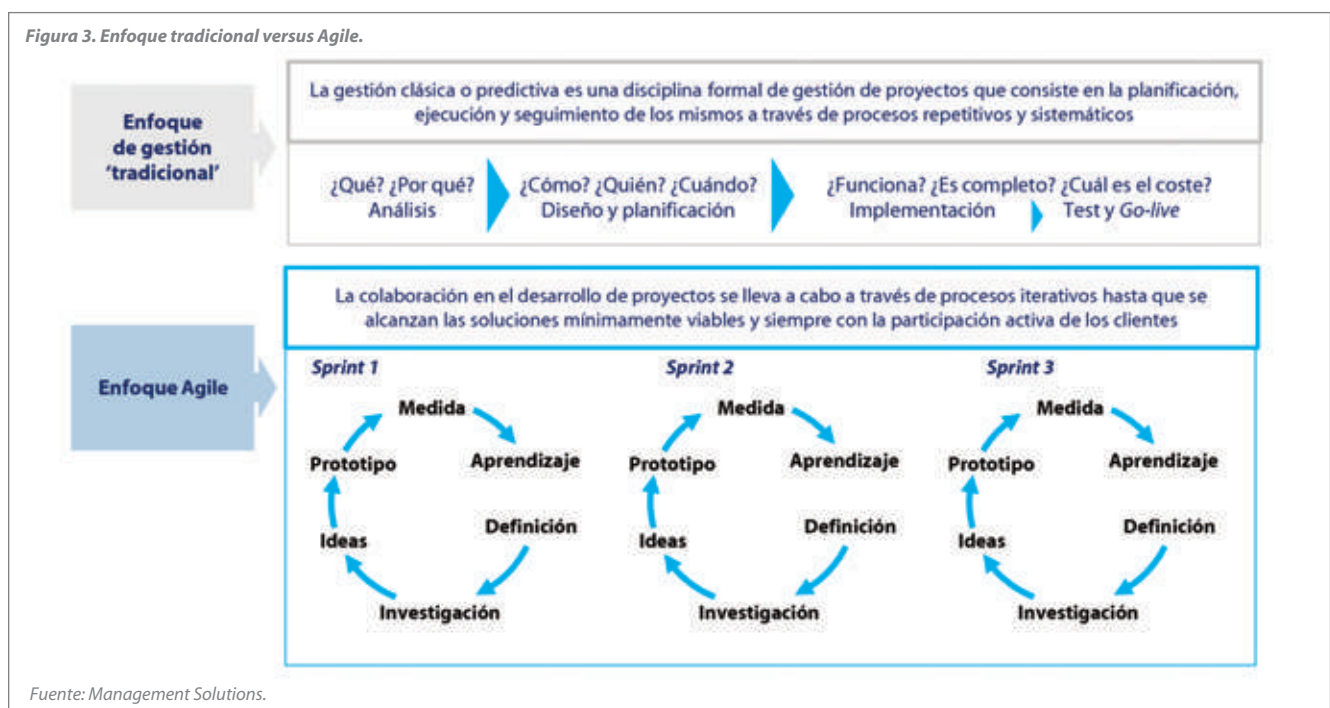 Figura 3. Enfoque tradicional versus Agile.
Enfoque
de gestión
'tradicional'
La gestión clásica o predictiva es una disciplina formal de gestión de proyectos que consiste en la planificación,
ejecución y seguimiento de los mismos a través de procesos repetitivos y sistemáticos
¿Qué? ¿Por qué?
Análisis
¿Cómo? ¿Quién? ¿Cuándo?
Diseño y planificación
¿Funciona? ¿Es completo? ¿Cuál es el coste?
Implementación
Test y Go-live
Enfoque Agile
La colaboración en el desarrollo de proyectos se lleva a cabo a través de procesos iterativos hasta que se
alcanzan las soluciones mínimamente viables y siempre con la participación activa de los clientes
Sprint 1
Medida
Prototipo
Aprendizaje
Ideas
Definición
Investigación
Sprint 2
Medida
Prototipo
Aprendizaje
Ideas
Definición
Investigación
Sprint 3
Medida
Prototipo
Aprendizaje
Ideas
Definición
Investigación
Fuente: Management Solutions.